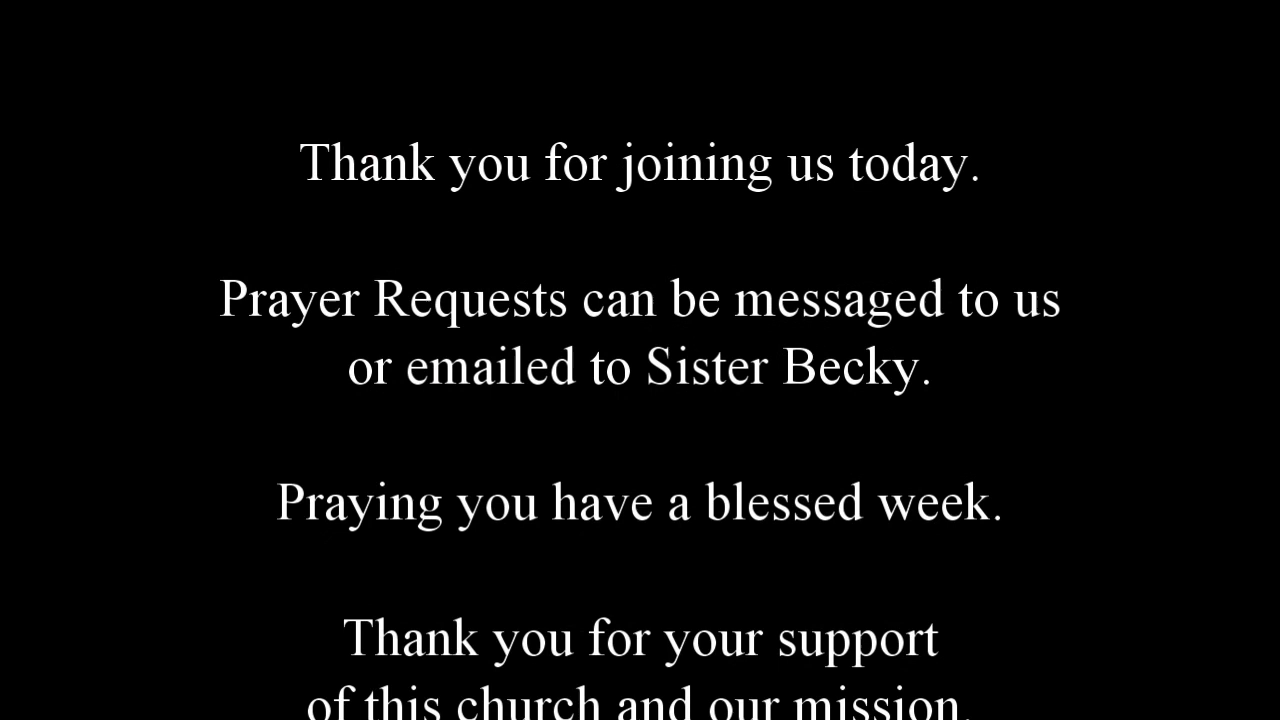 Thank you for joining us today.
Prayer Requests can be messaged to us
or emailed to Sister Becky.
Praying you have a blessed week.
Thank you for your support
of this church and our mission.